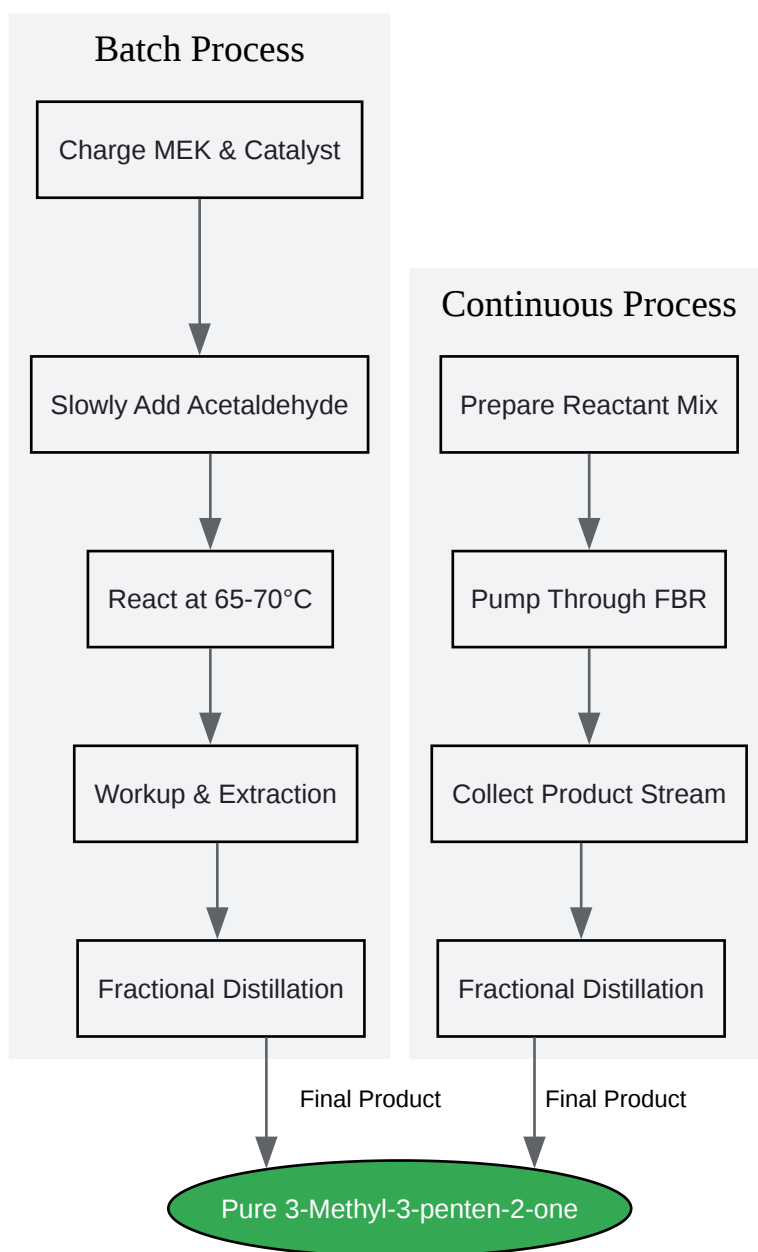 Batch Process
Charge MEK & Catalyst
Slowly Add Acetaldehyde
React at 65-70°C
Workup & Extraction
Fractional Distillation
Final Product
Continuous Process
Prepare Reactant Mix
Pump Through FBR
Collect Product Stream
Fractional Distillation
Final Product
Pure 3-Methyl-3-penten-2-one